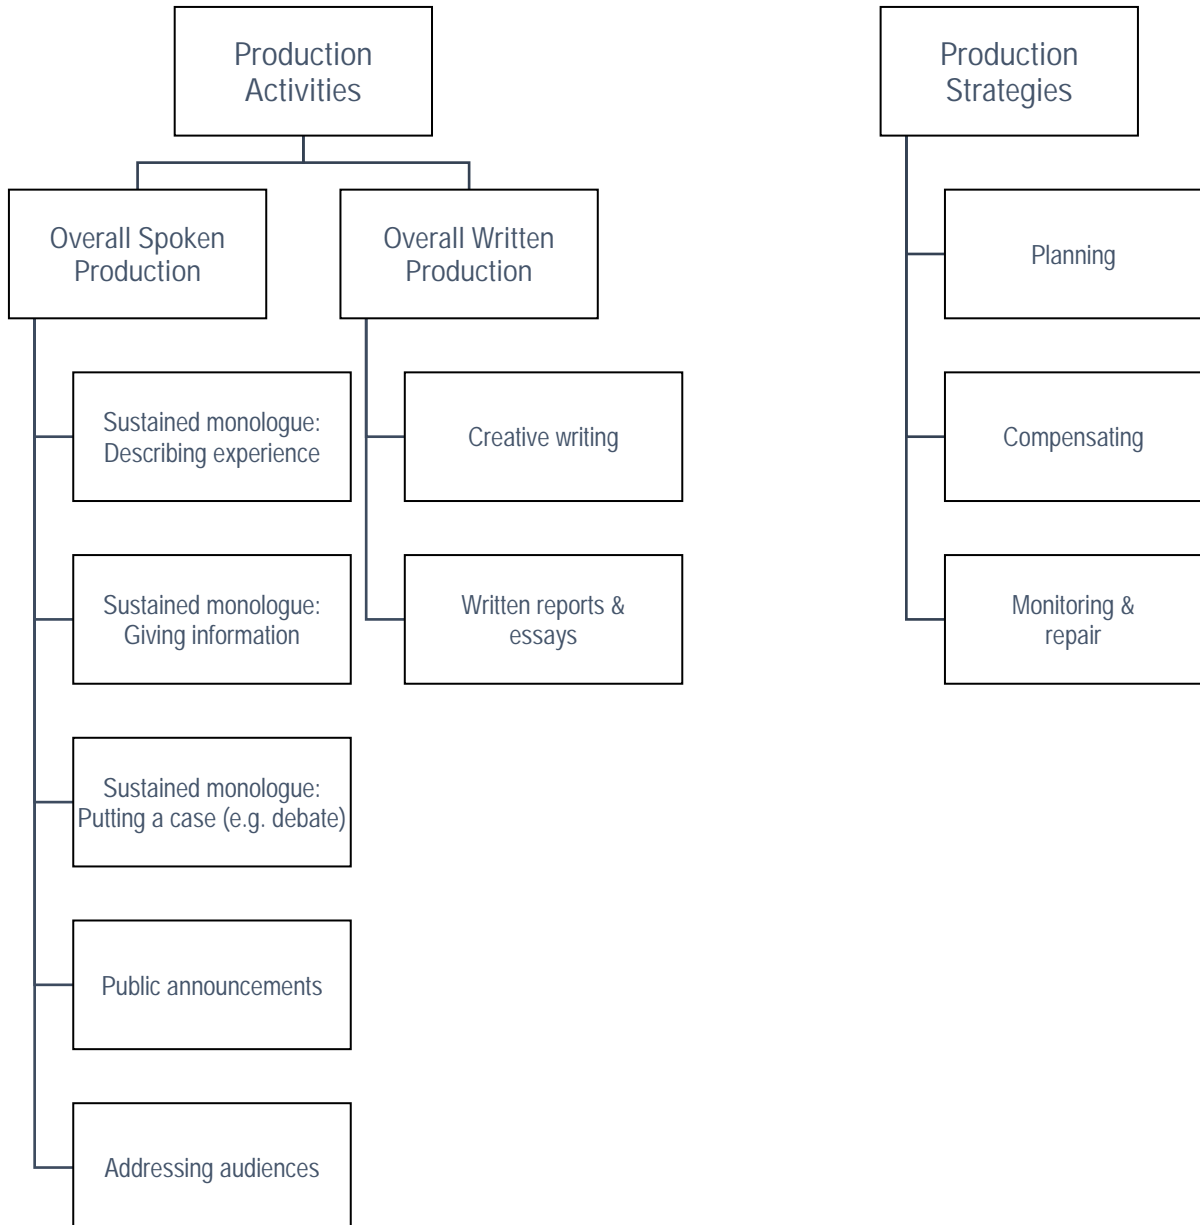 Production
Activities
Production
Strategies
Overall Spoken
Production
Overall Written
Production
Planning
Sustained monologue:
Describing experience
Creative writing
Compensating
Sustained monologue:
Giving information
Written reports &
essays
Monitoring &
repair
Sustained monologue:
Putting a case (e.g. debate)
Public announcements
Addressing audiences